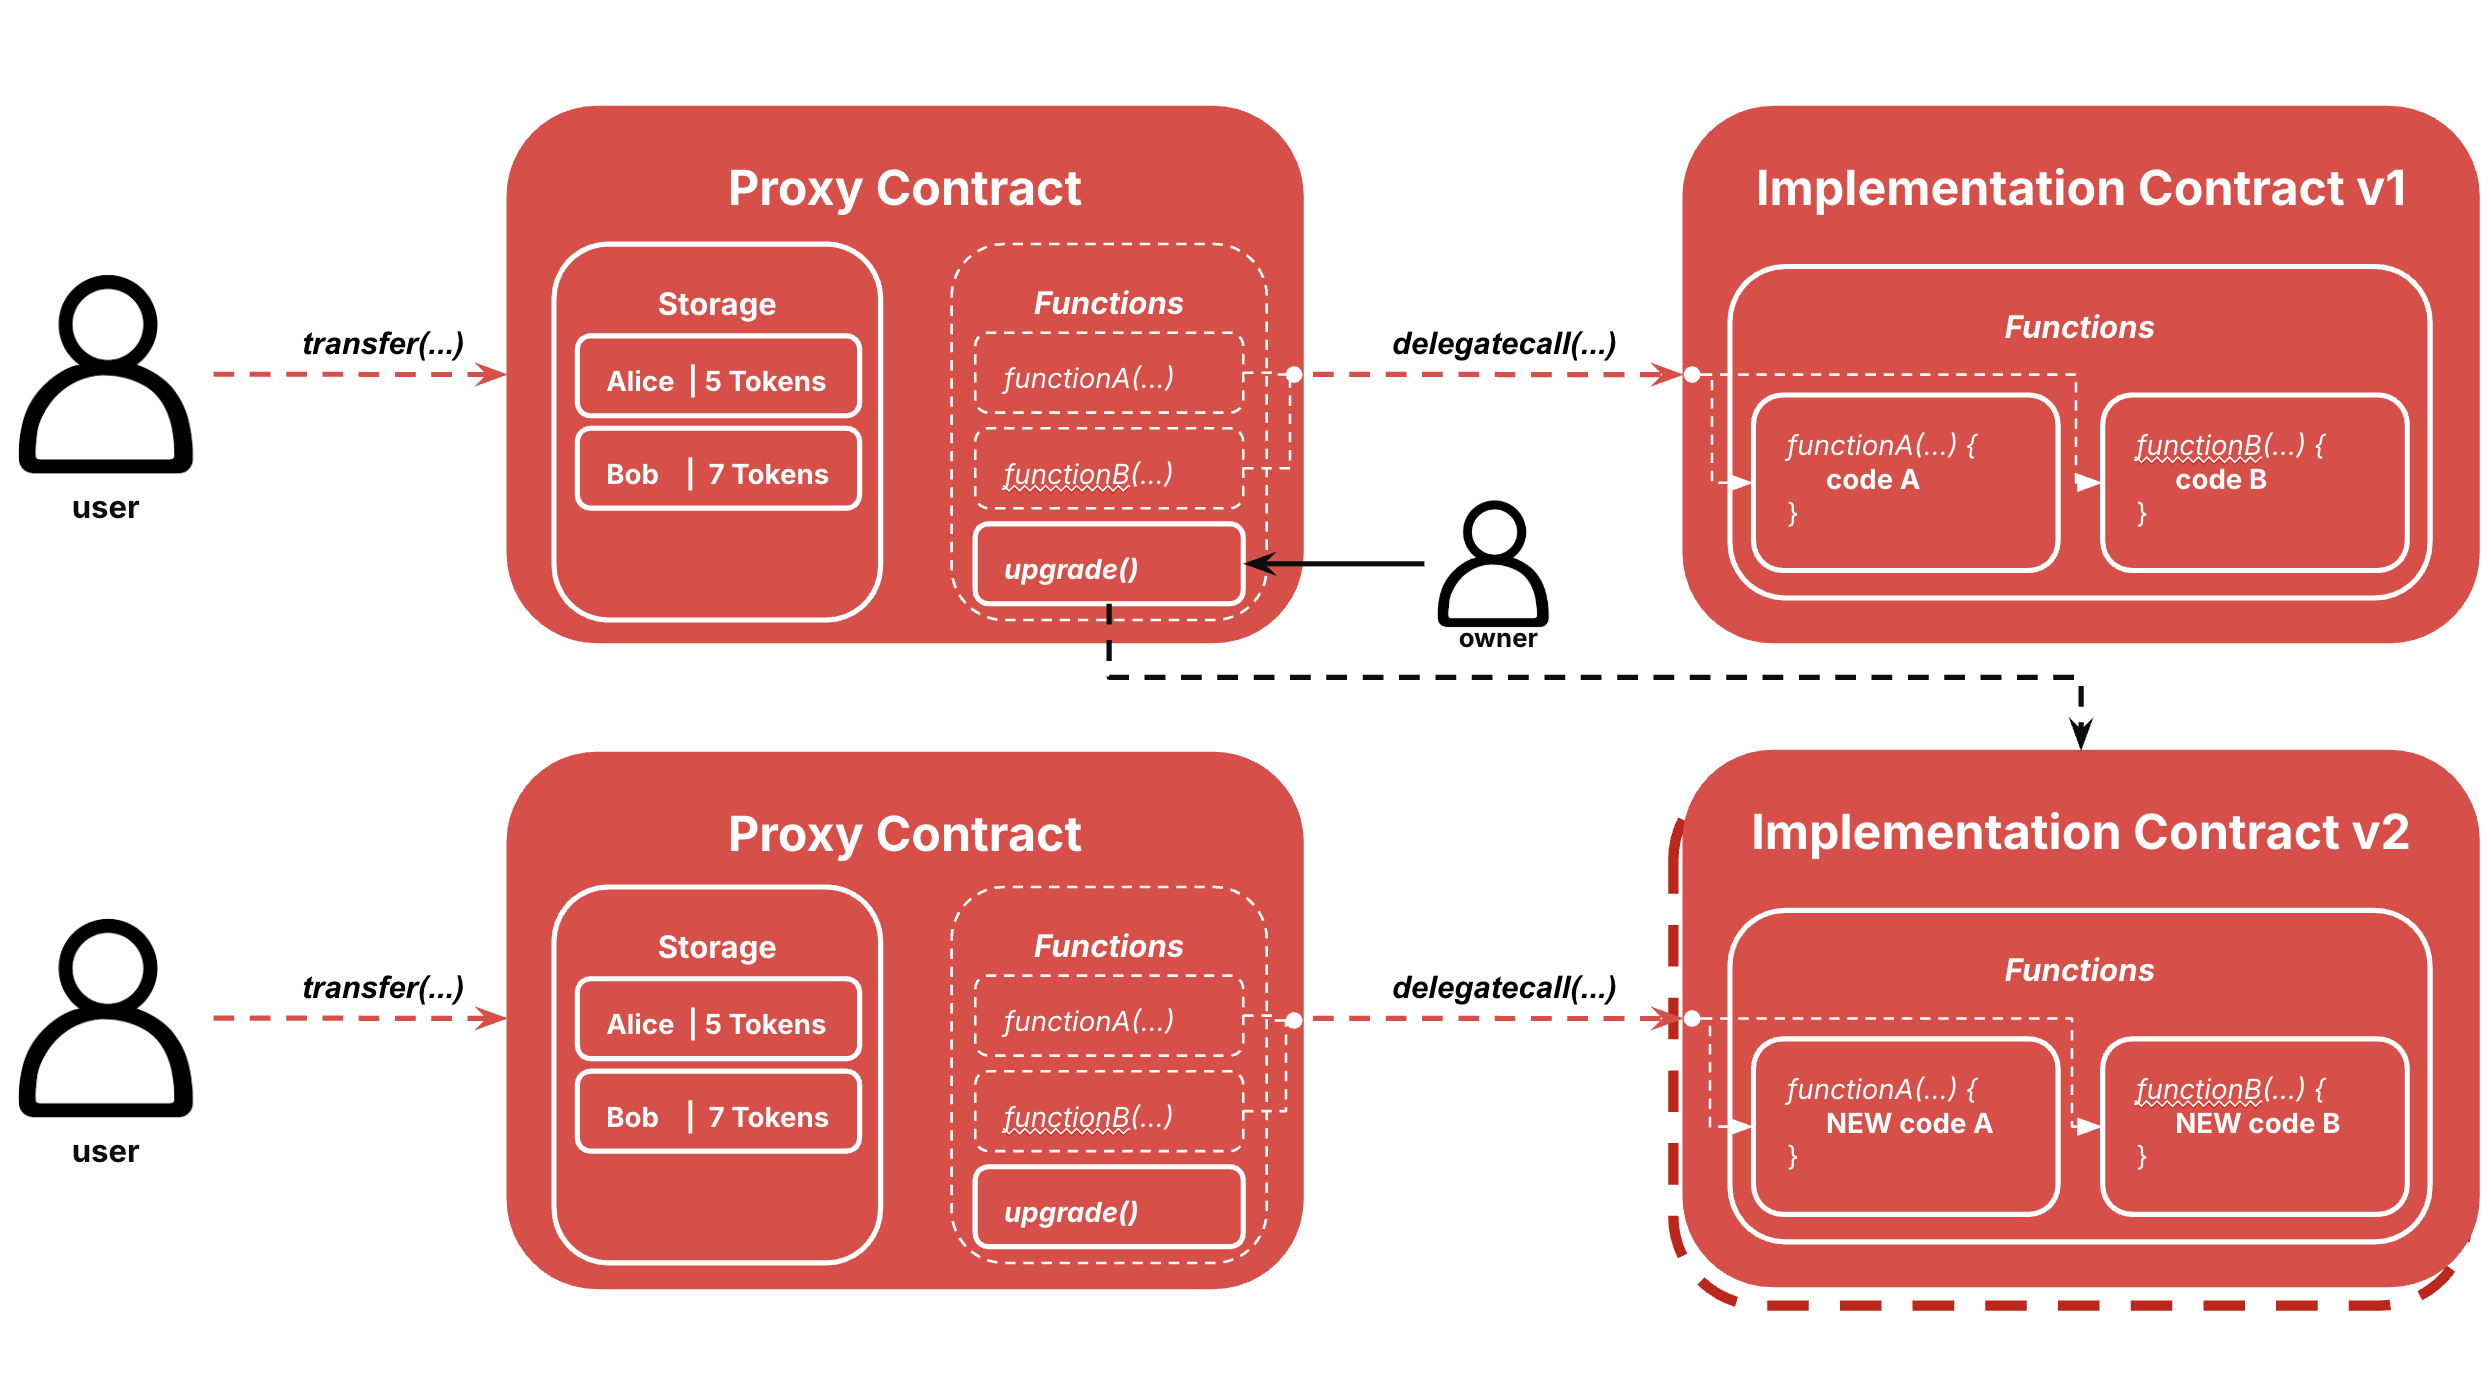 Proxy Contract
Storage
Alice | 5 Tokens
Bob | 7 Tokens
Functions
functionA(...)
functionB(...)
upgrade()
user
transfer(...)
delegatecall(...)
owner
Implementation Contract v1
Functions
functionA(...) {
code A
}
functionB(...) {
code B
}
Proxy Contract
Storage
Alice | 5 Tokens
Bob | 7 Tokens
Functions
functionA(...)
functionB(...)
upgrade()
user
transfer(...)
delegatecall(...)
Implementation Contract v2
Functions
functionA(...) {
NEW code A
}
functionB(...) {
NEW code B
}